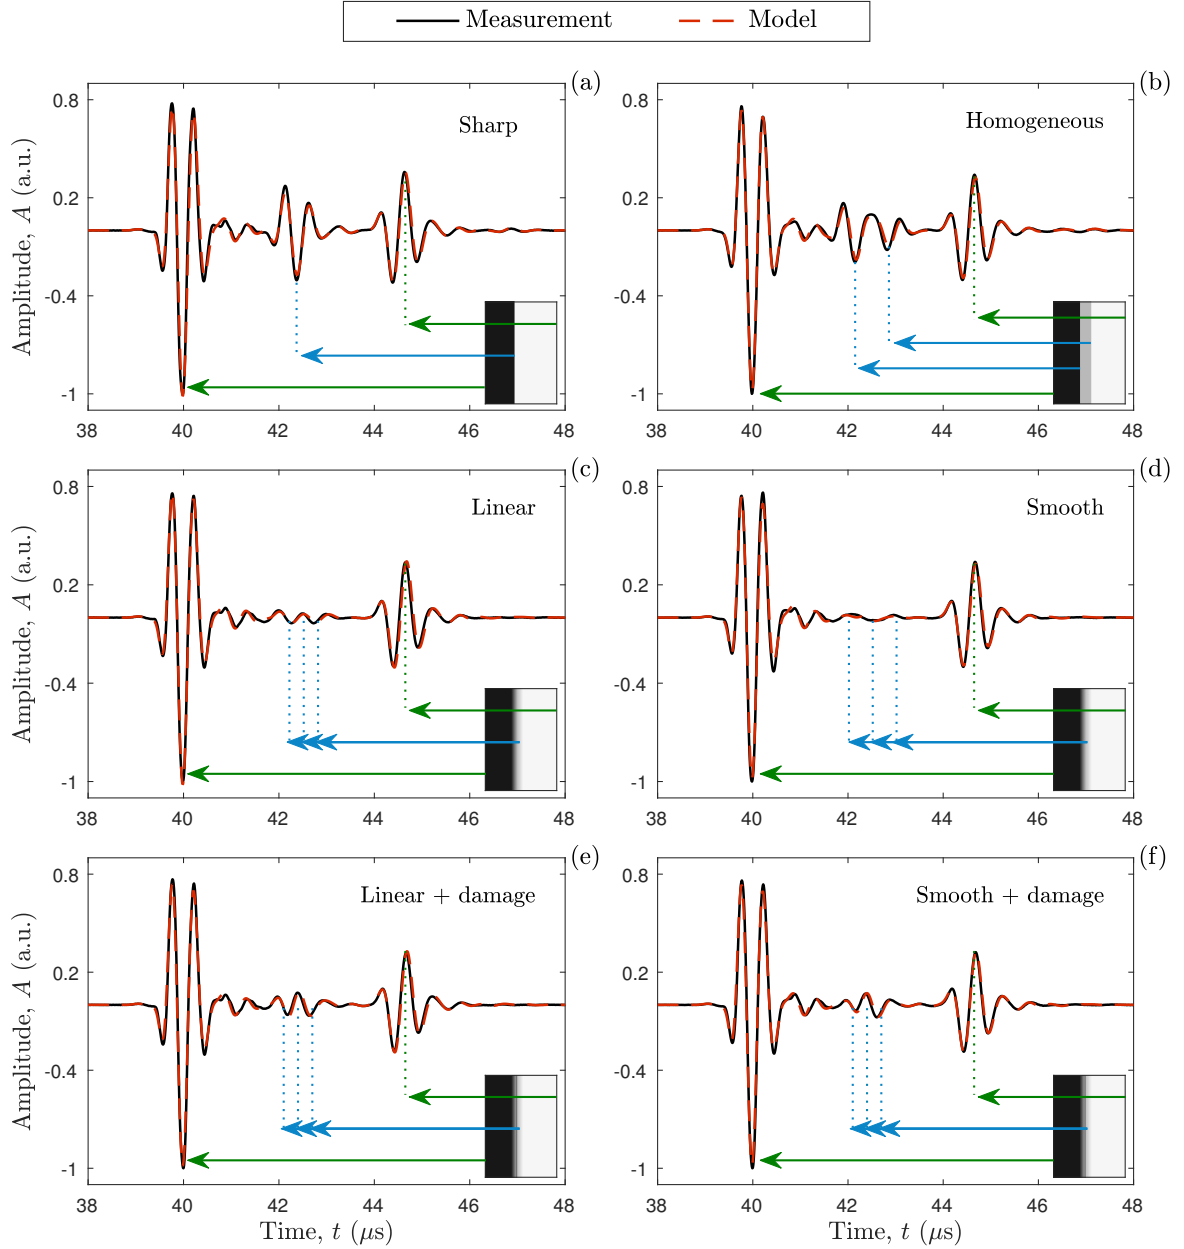 Measurement Model
(a) (b)
0.8 0.8
Sharp Homogeneous
Amplitude, A (a.u.)
0.2 0.2
-0.4 -0.4
-1 -1
38 40 42 44 46 48 38 40 42 44 46 48
(c) (d)
0.8 0.8
Linear Smooth
Amplitude, A (a.u.)
0.2 0.2
-0.4 -0.4
-1 -1
38 40 42 44 46 48 38 40 42 44 46 48
(e) (f)
0.8 0.8
Linear + damage Smooth + damage
Amplitude, A (a.u.)
0.2 0.2
-0.4 -0.4
-1 -1
38 40 42 44 46 48 38 40 42 44 46 48
Time, t (μs) Time, t (μs)